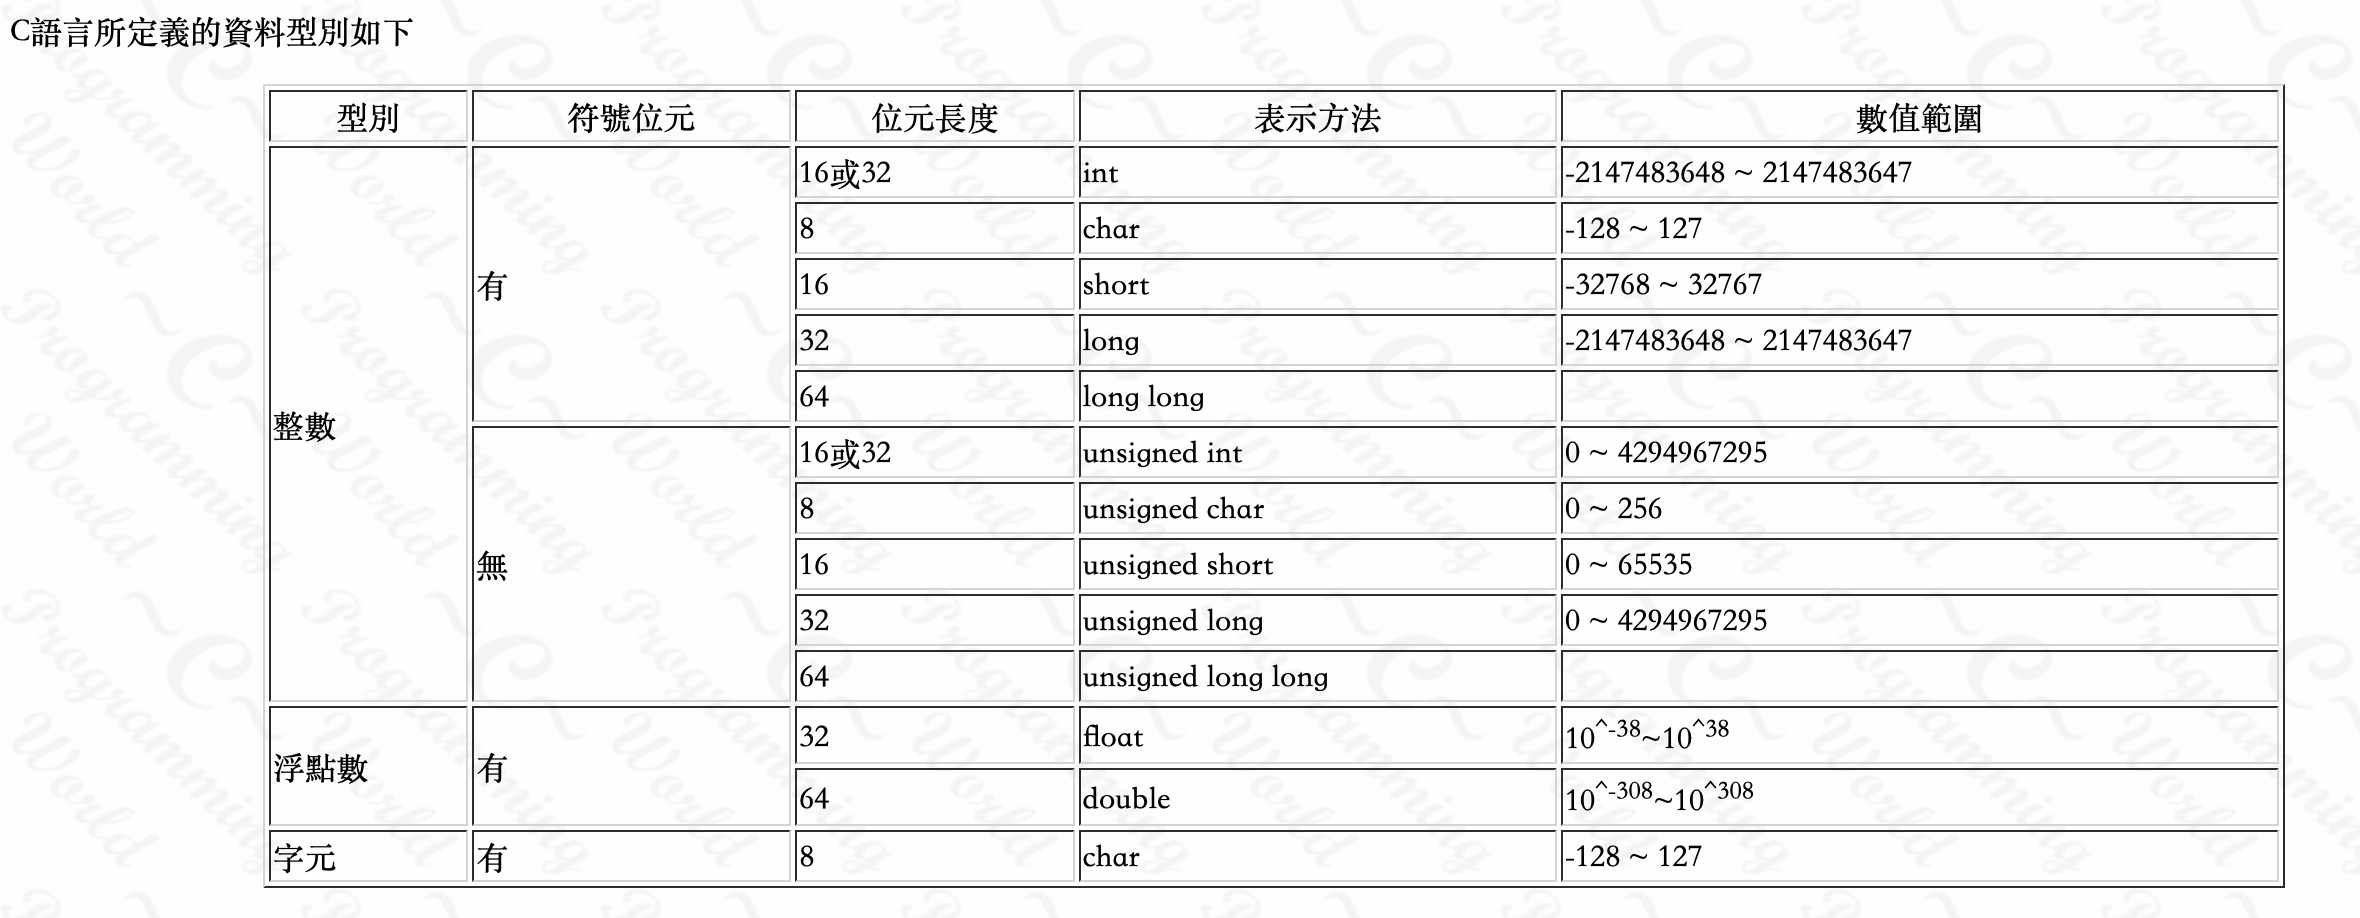 C語言所定義的資料型別如下
型別 符號位元 位元長度 表示方法 數值範圍
整數 有 16或32 int -2147483648 ~ 2147483647
8 char -128 ~ 127
16 short -32768 ~ 32767
32 long -2147483648 ~ 2147483647
64 long long
無 16或32 unsigned int 0 ~ 4294967295
8 unsigned char 0 ~ 256
16 unsigned short 0 ~ 65535
32 unsigned long 0 ~ 4294967295
64 unsigned long long
浮點數 有 32 float 10^-38~10^38
64 double 10^-308~10^308
字元 有 8 char -128 ~ 127